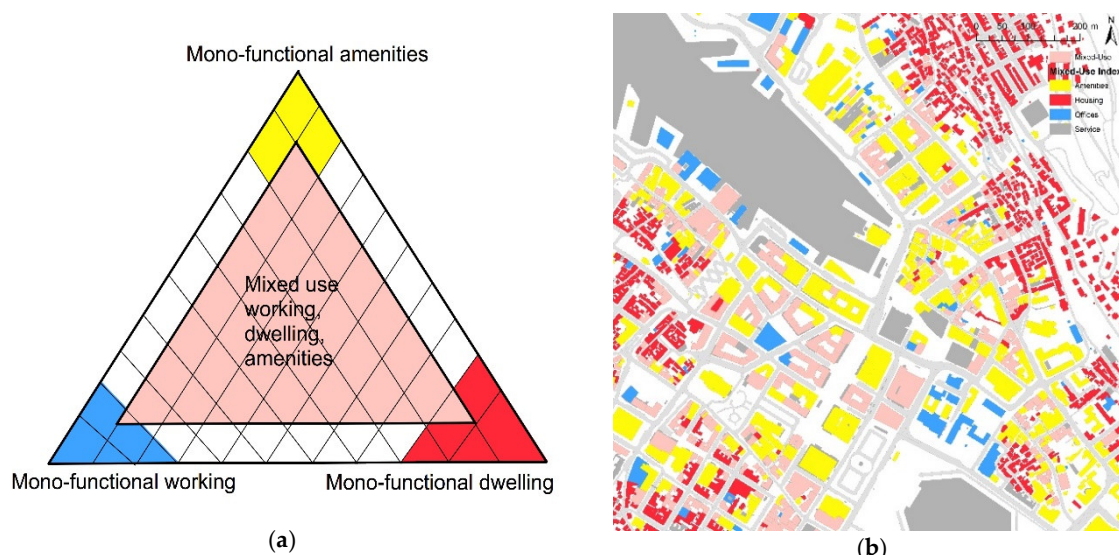 Mono-functional amenities
Mixed use
working,
dwelling,
amenities
Mono-functional working
Mono-functional dwelling
(a)
0 50 100 200 m
N
Mixed-Use
Mixed-Use Index
Amenities
Housing
Offices
Service
(b)